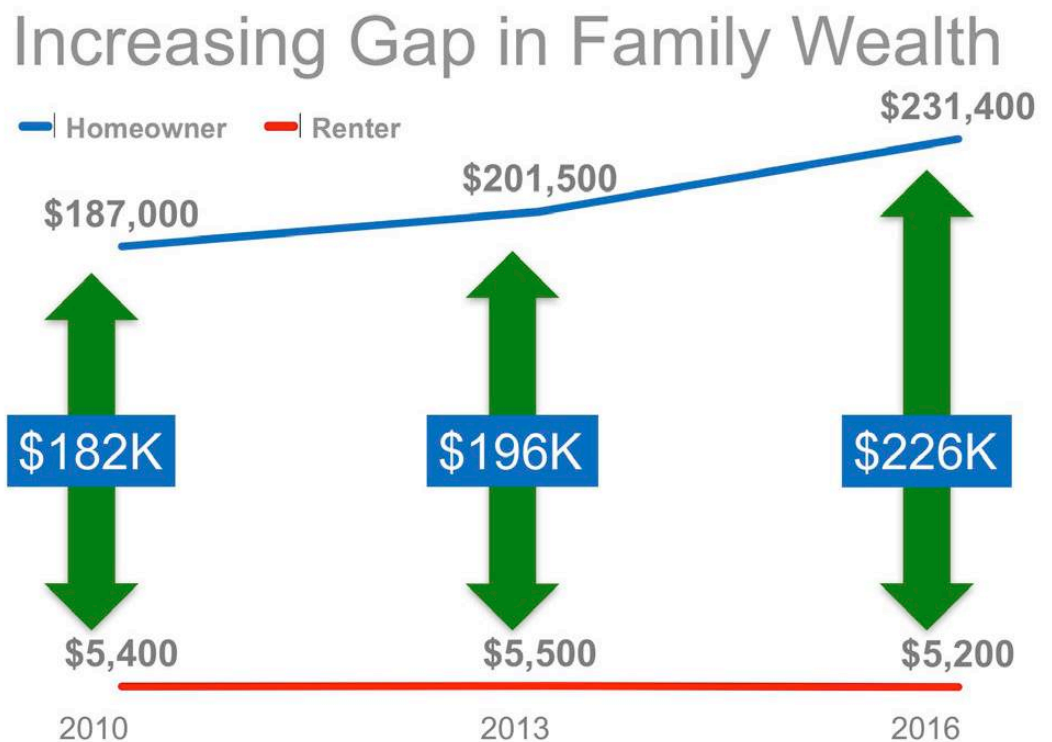 Increasing Gap in Family Wealth
Homeowner Renter
$231,400
$201,500
$187,000
$182K $196K $226K
$5,400 $5,500 $5,200
2010 2013 2016